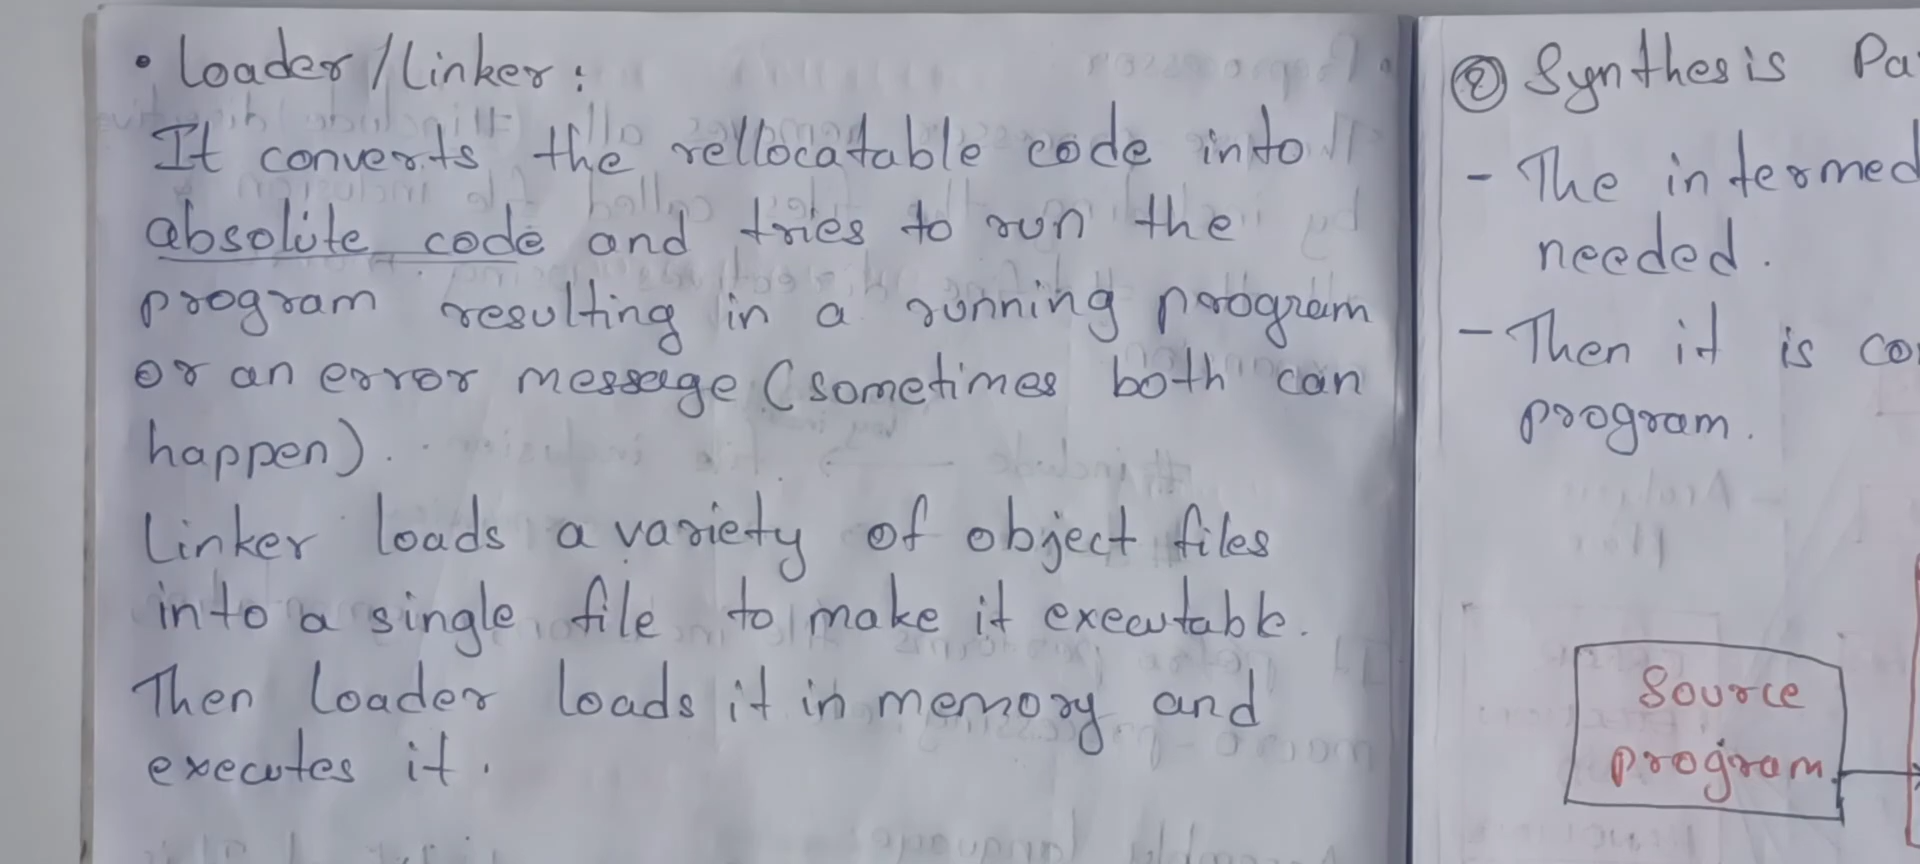 • Loader/Linker:
It converts the rellocatable code into
absolute code and tries to run the
program resulting in a running program
or an error message (sometimes both can
happen).
Linker loads a variety of object files
into a single file to make it executable.
Then Loader loads it in memory and
executes it.
② Synthesis Pa
- The intermed
needed.
- Then it is co
program.
Source
program